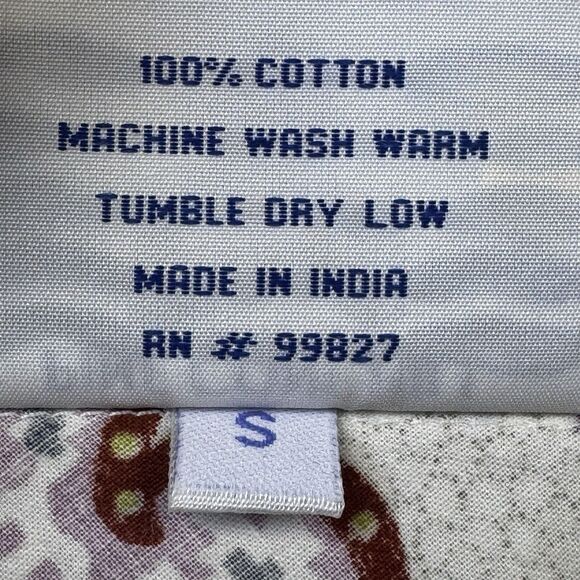 100% COTTON
MACHINE WASH WARM
TUMBLE DRY LOW
MADE IN INDIA
RN # 99827
S